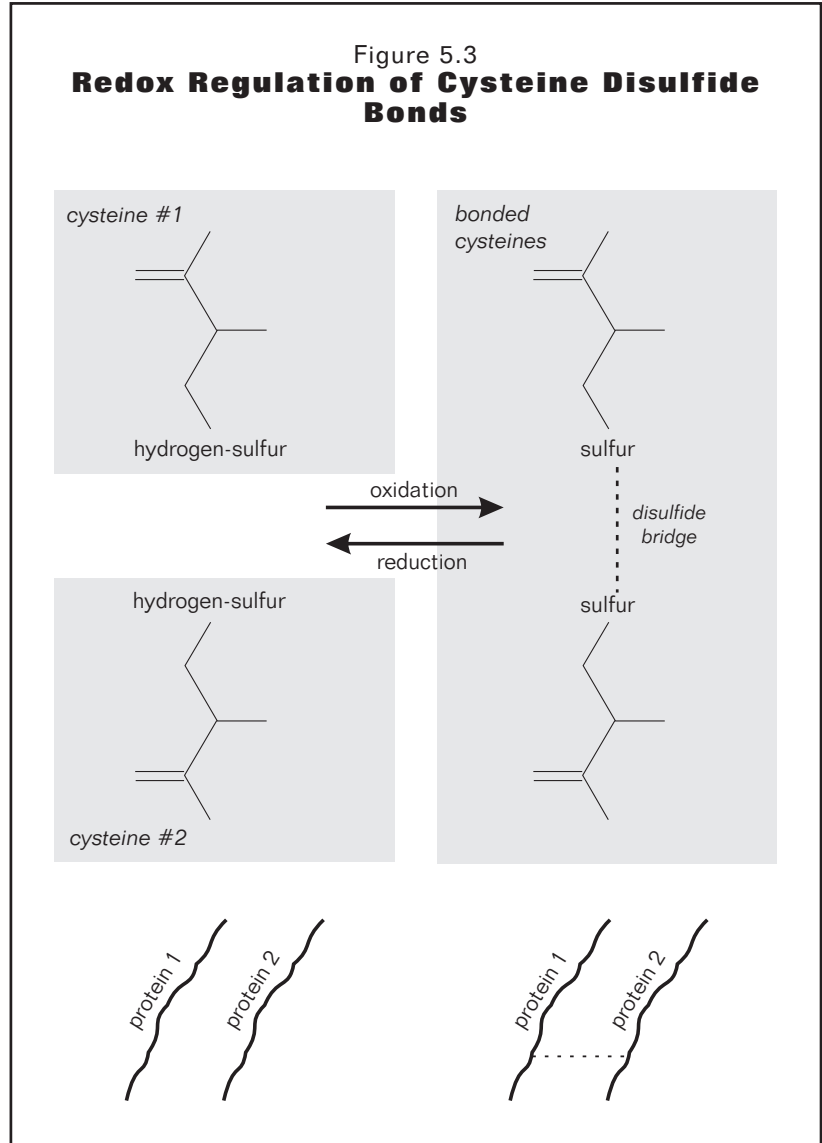 Figure 5.3
Redox Regulation of Cysteine Disulfide
Bonds
cysteine #1
hydrogen-sulfur
bonded
cysteines
sulfur
oxidation
reduction
disulfide
bridge
hydrogen-sulfur
cysteine #2
sulfur
protein 1
protein 2
protein 1
protein 2